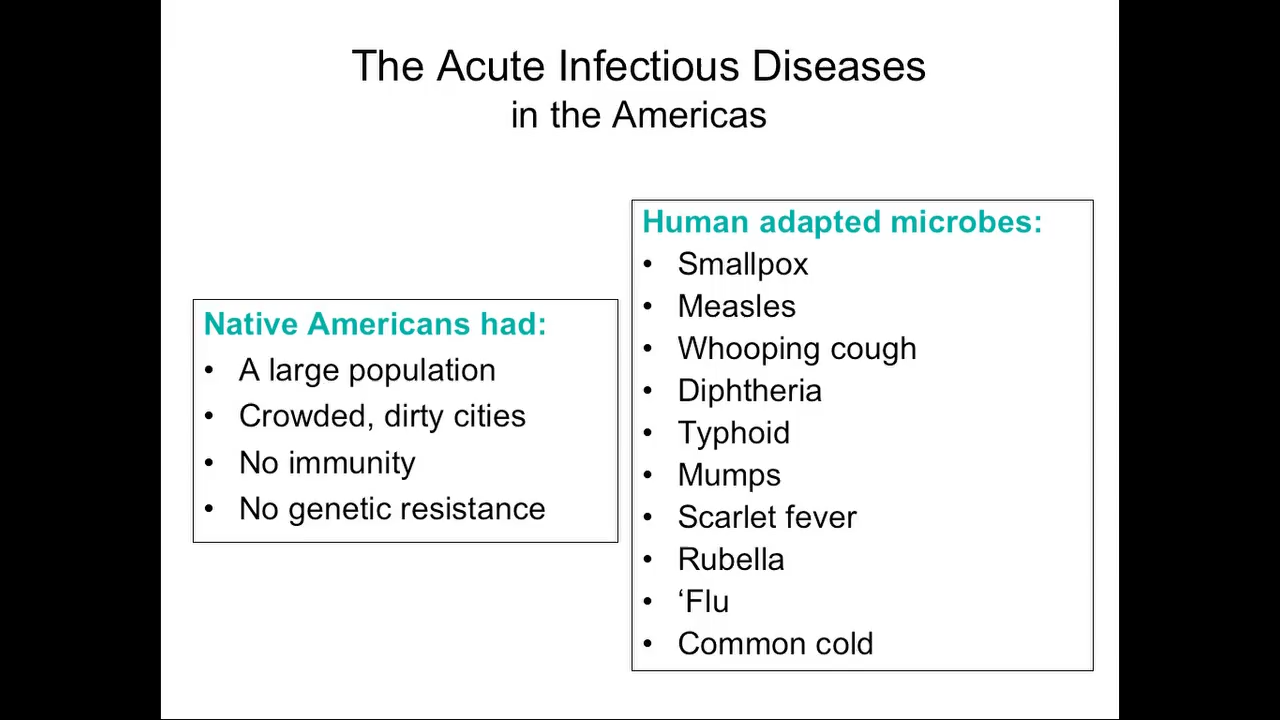 The Acute Infectious Diseases
in the Americas
Native Americans had:
• A large population
• Crowded, dirty cities
• No immunity
• No genetic resistance
Human adapted microbes:
• Smallpox
• Measles
• Whooping cough
• Diphtheria
• Typhoid
• Mumps
• Scarlet fever
• Rubella
• ‘Flu
• Common cold